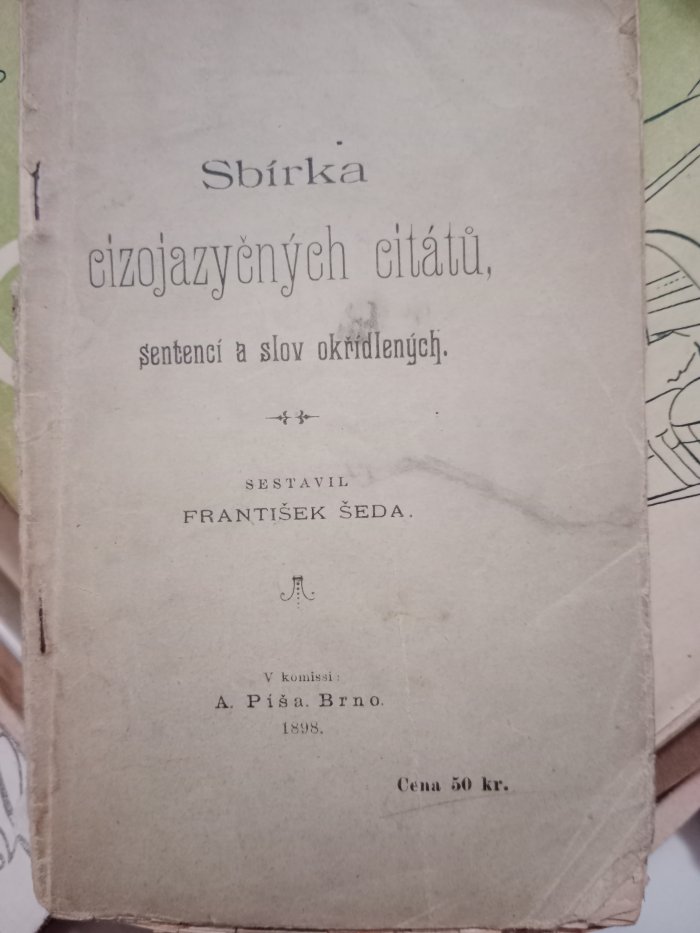 Sbírka
cizojazyčných citátů,
sentencí a slov okřídlených.
SESTAVIL
FRANTIŠEK ŠEDA.
V komissi:
A. Píša. Brno.
1898.
Cena 50 kr.